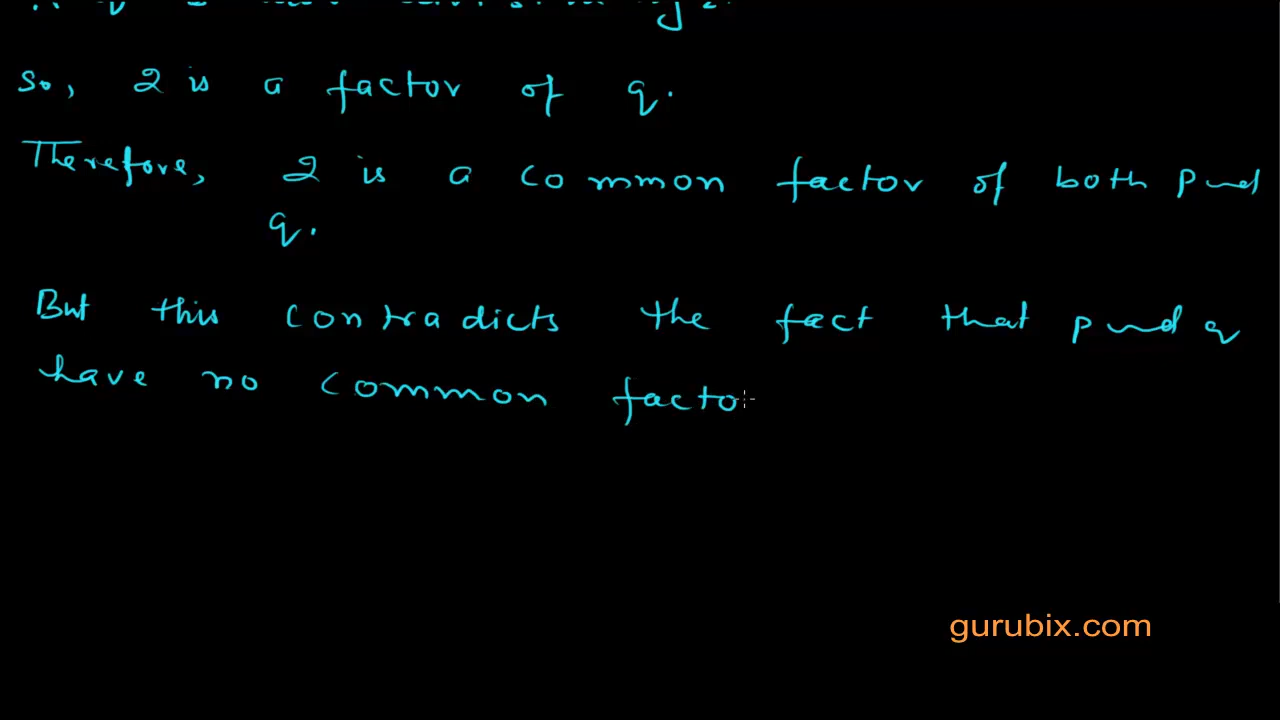 So, 2 is a factor of q.
Therefore, 2 is a common factor of both p and
q.
But this contradicts the fact that p and q
have no common facto
gurubix.com